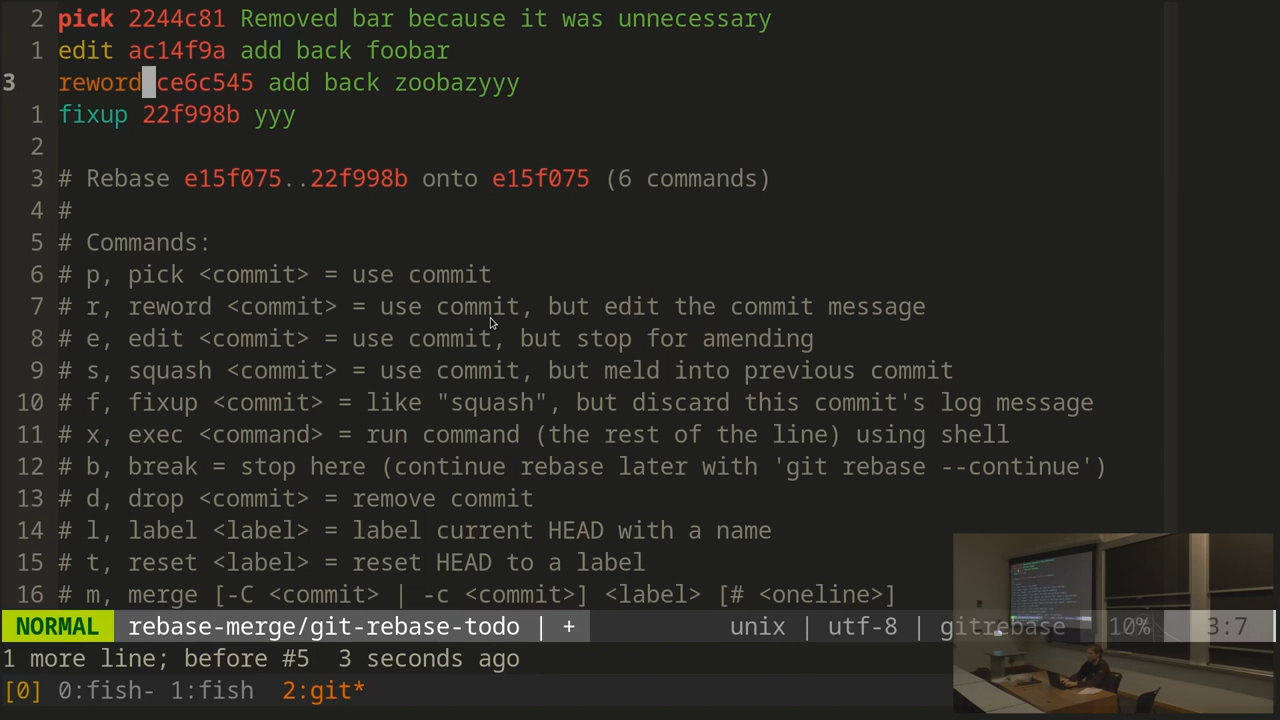 2 pick 2244c81 Removed bar because it was unnecessary
1 edit ac14f9a add back foobar
3 reword ce6c545 add back zoobazyyy
1 fixup 22f998b yyy
2
3 # Rebase e15f075..22f998b onto e15f075 (6 commands)
4 #
5 # Commands:
6 # p, pick <commit> = use commit
7 # r, reword <commit> = use commit, but edit the commit message
8 # e, edit <commit> = use commit, but stop for amending
9 # s, squash <commit> = use commit, but meld into previous commit
10 # f, fixup <commit> = like "squash", but discard this commit's log message
11 # x, exec <command> = run command (the rest of the line) using shell
12 # b, break = stop here (continue rebase later with 'git rebase --continue')
13 # d, drop <commit> = remove commit
14 # l, label <label> = label current HEAD with a name
15 # t, reset <label> = reset HEAD to a label
16 # m, merge [-C <commit> | -c <commit>] <label> [# <oneline>]
NORMAL rebase-merge/git-rebase-todo | + unix | utf-8 | gitrebase | 10% 3:7
1 more line; before #5 3 seconds ago
[0] 0:fish- 1:fish 2:git*